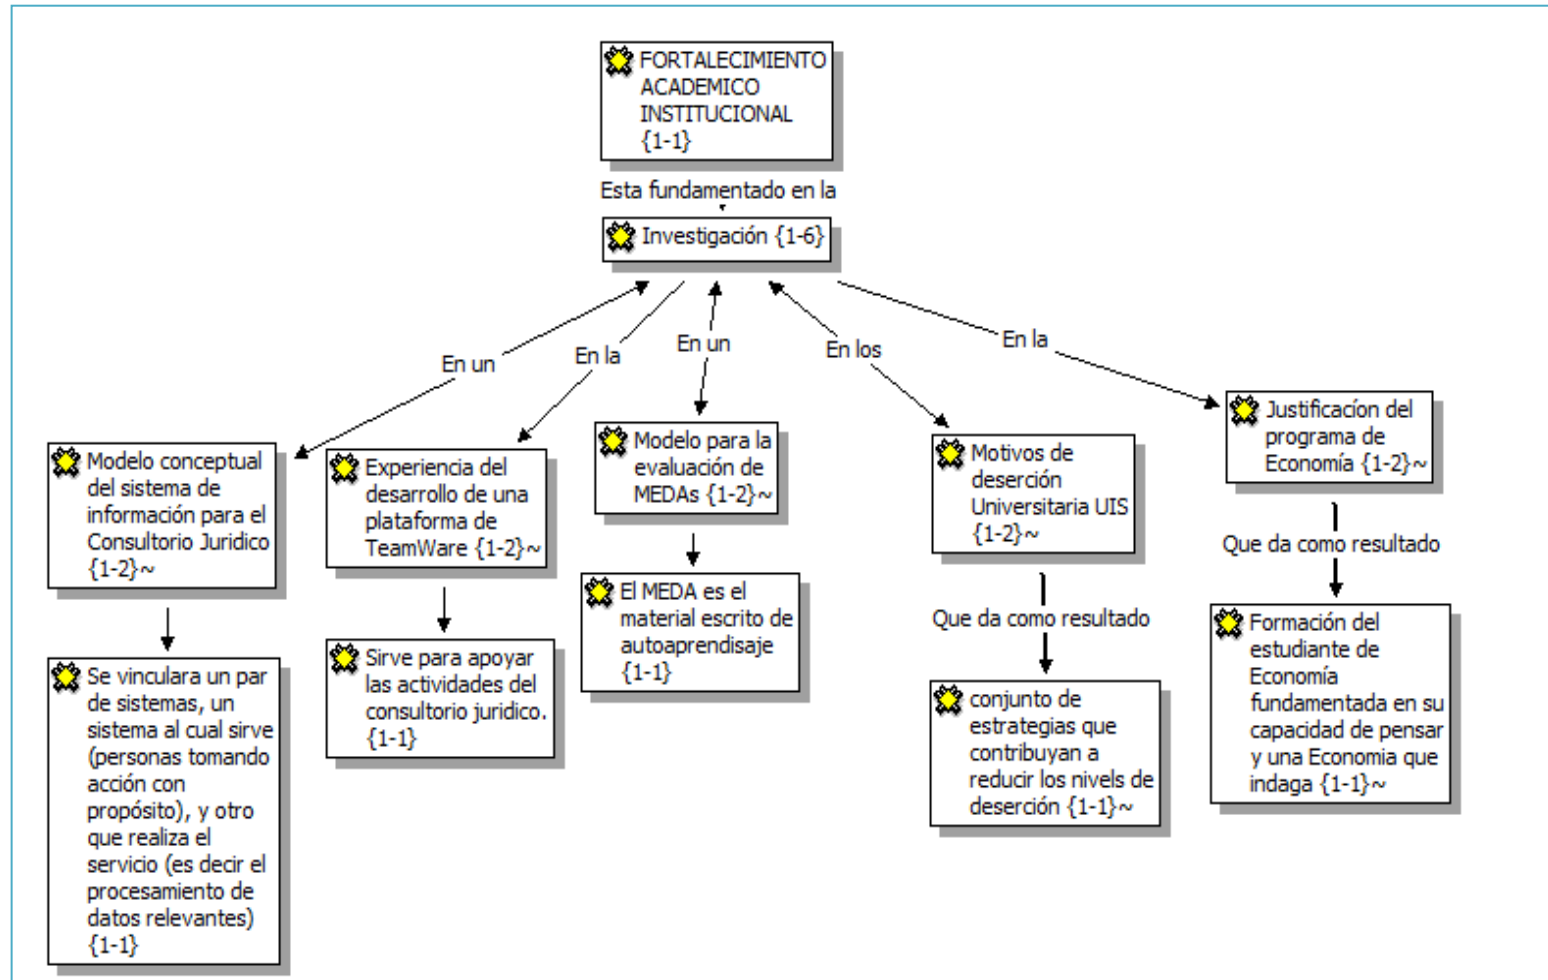 FORTALECIMIENTO
ACADEMICO
INSTITUCIONAL
{1-1}
Esta fundamentado en la
Investigación {1-6}
En un
En la
En un
En los
En la
Modelo conceptual
del sistema de
información para el
Consultorio Juridico
{1-2}~
Experiencia del
desarrollo de una
plataforma de
TeamWare {1-2}~
Modelo para la
evaluación de
MEDAs {1-2}~
Motivos de
deserción
Universitaria UIS
{1-2}~
Justificacíon del
programa de
Economía {1-2}~
Que da como resultado
Que da como resultado
Se vinculara un par
de sistemas, un
sistema al cual sirve
(personas tomando
acción con
propósito), y otro
que realiza el
servicio (es decir el
procesamiento de
datos relevantes)
{1-1}
Sirve para apoyar
las actividades del
consultorio juridico.
{1-1}
El MEDA es el
material escrito de
autoaprendisaje
{1-1}
conjunto de
estrategias que
contribuyan a
reducir los nivels de
deserción {1-1}~
Formación del
estudiante de
Economía
fundamentada en su
capacidad de pensar
y una Economia que
indaga {1-1}~